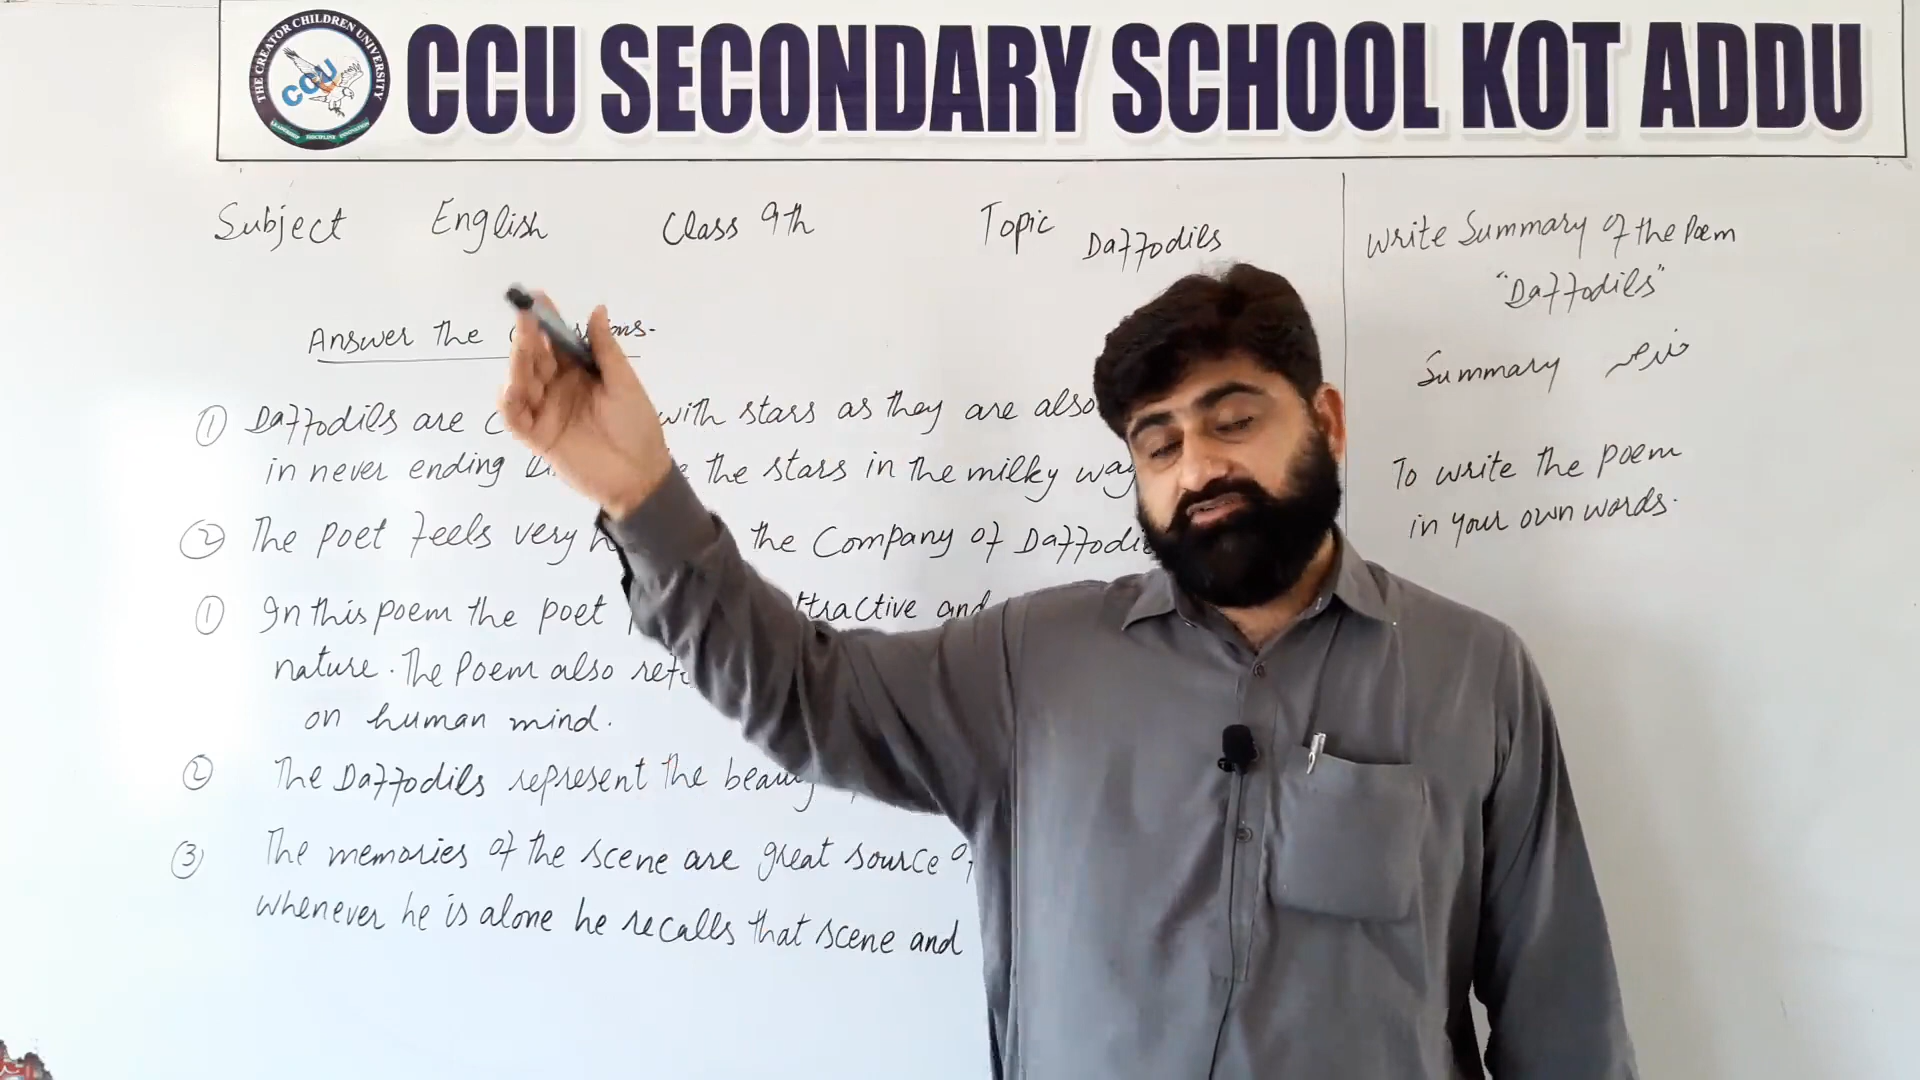 THE CREATOR CHILDREN UNIVERSITY
CCU
LEADERSHIP DISCIPLINE INNOVATION
CCU SECONDARY SCHOOL KOT ADDU
Subject English Class 9th Topic Daffodils
Answer the
① Daffodils are with stars as they are also
in never ending the stars in the milky way
② The poet feels very the Company of
① In this poem the poet and
nature. The Poem also
on human mind.
② The Daffodils represent the
③ The memories of the scene are great source
whenever he is alone he recalls that scene and
Write Summary of the Poem
"Daffodils"
Summary
To write the poem
in your own words.